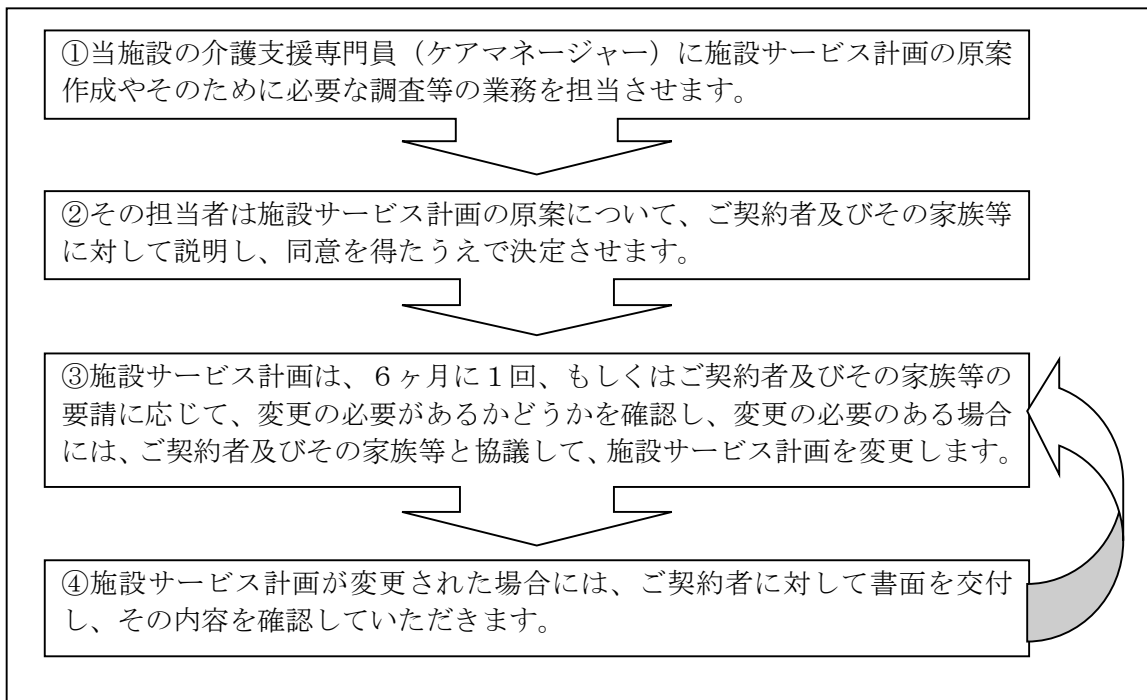 ①当施設の介護支援専門員（ケアマネージャー）に施設サービス計画の原案
作成やそのために必要な調査等の業務を担当させます。
②その担当者は施設サービス計画の原案について、ご契約者及びその家族等
に対して説明し、同意を得たうえで決定させます。
③施設サービス計画は、６ヶ月に１回、もしくはご契約者及びその家族等の
要請に応じて、変更の必要があるかどうかを確認し、変更の必要のある場合
には、ご契約者及びその家族等と協議して、施設サービス計画を変更します。
④施設サービス計画が変更された場合には、ご契約者に対して書面を交付
し、その内容を確認していただきます。